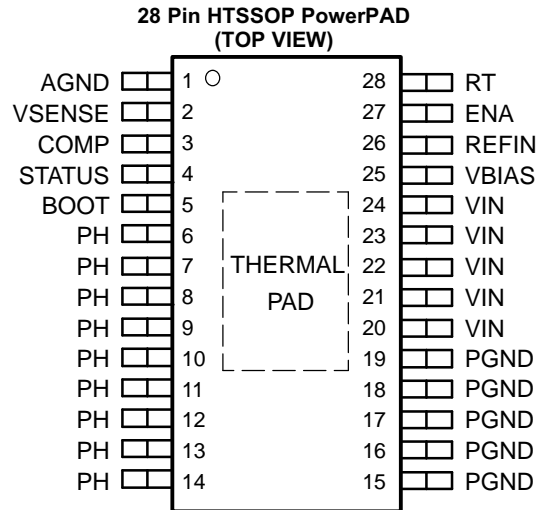 28 Pin HTSSOP PowerPAD
(TOP VIEW)
AGND 1 28 RT
VSENSE 2 27 ENA
COMP 3 26 REFIN
STATUS 4 25 VBIAS
BOOT 5 24 VIN
PH 6 23 VIN
PH 7 THERMAL 22 VIN
PH 8 PAD 21 VIN
PH 9 20 VIN
PH 10 19 PGND
PH 11 18 PGND
PH 12 17 PGND
PH 13 16 PGND
PH 14 15 PGND